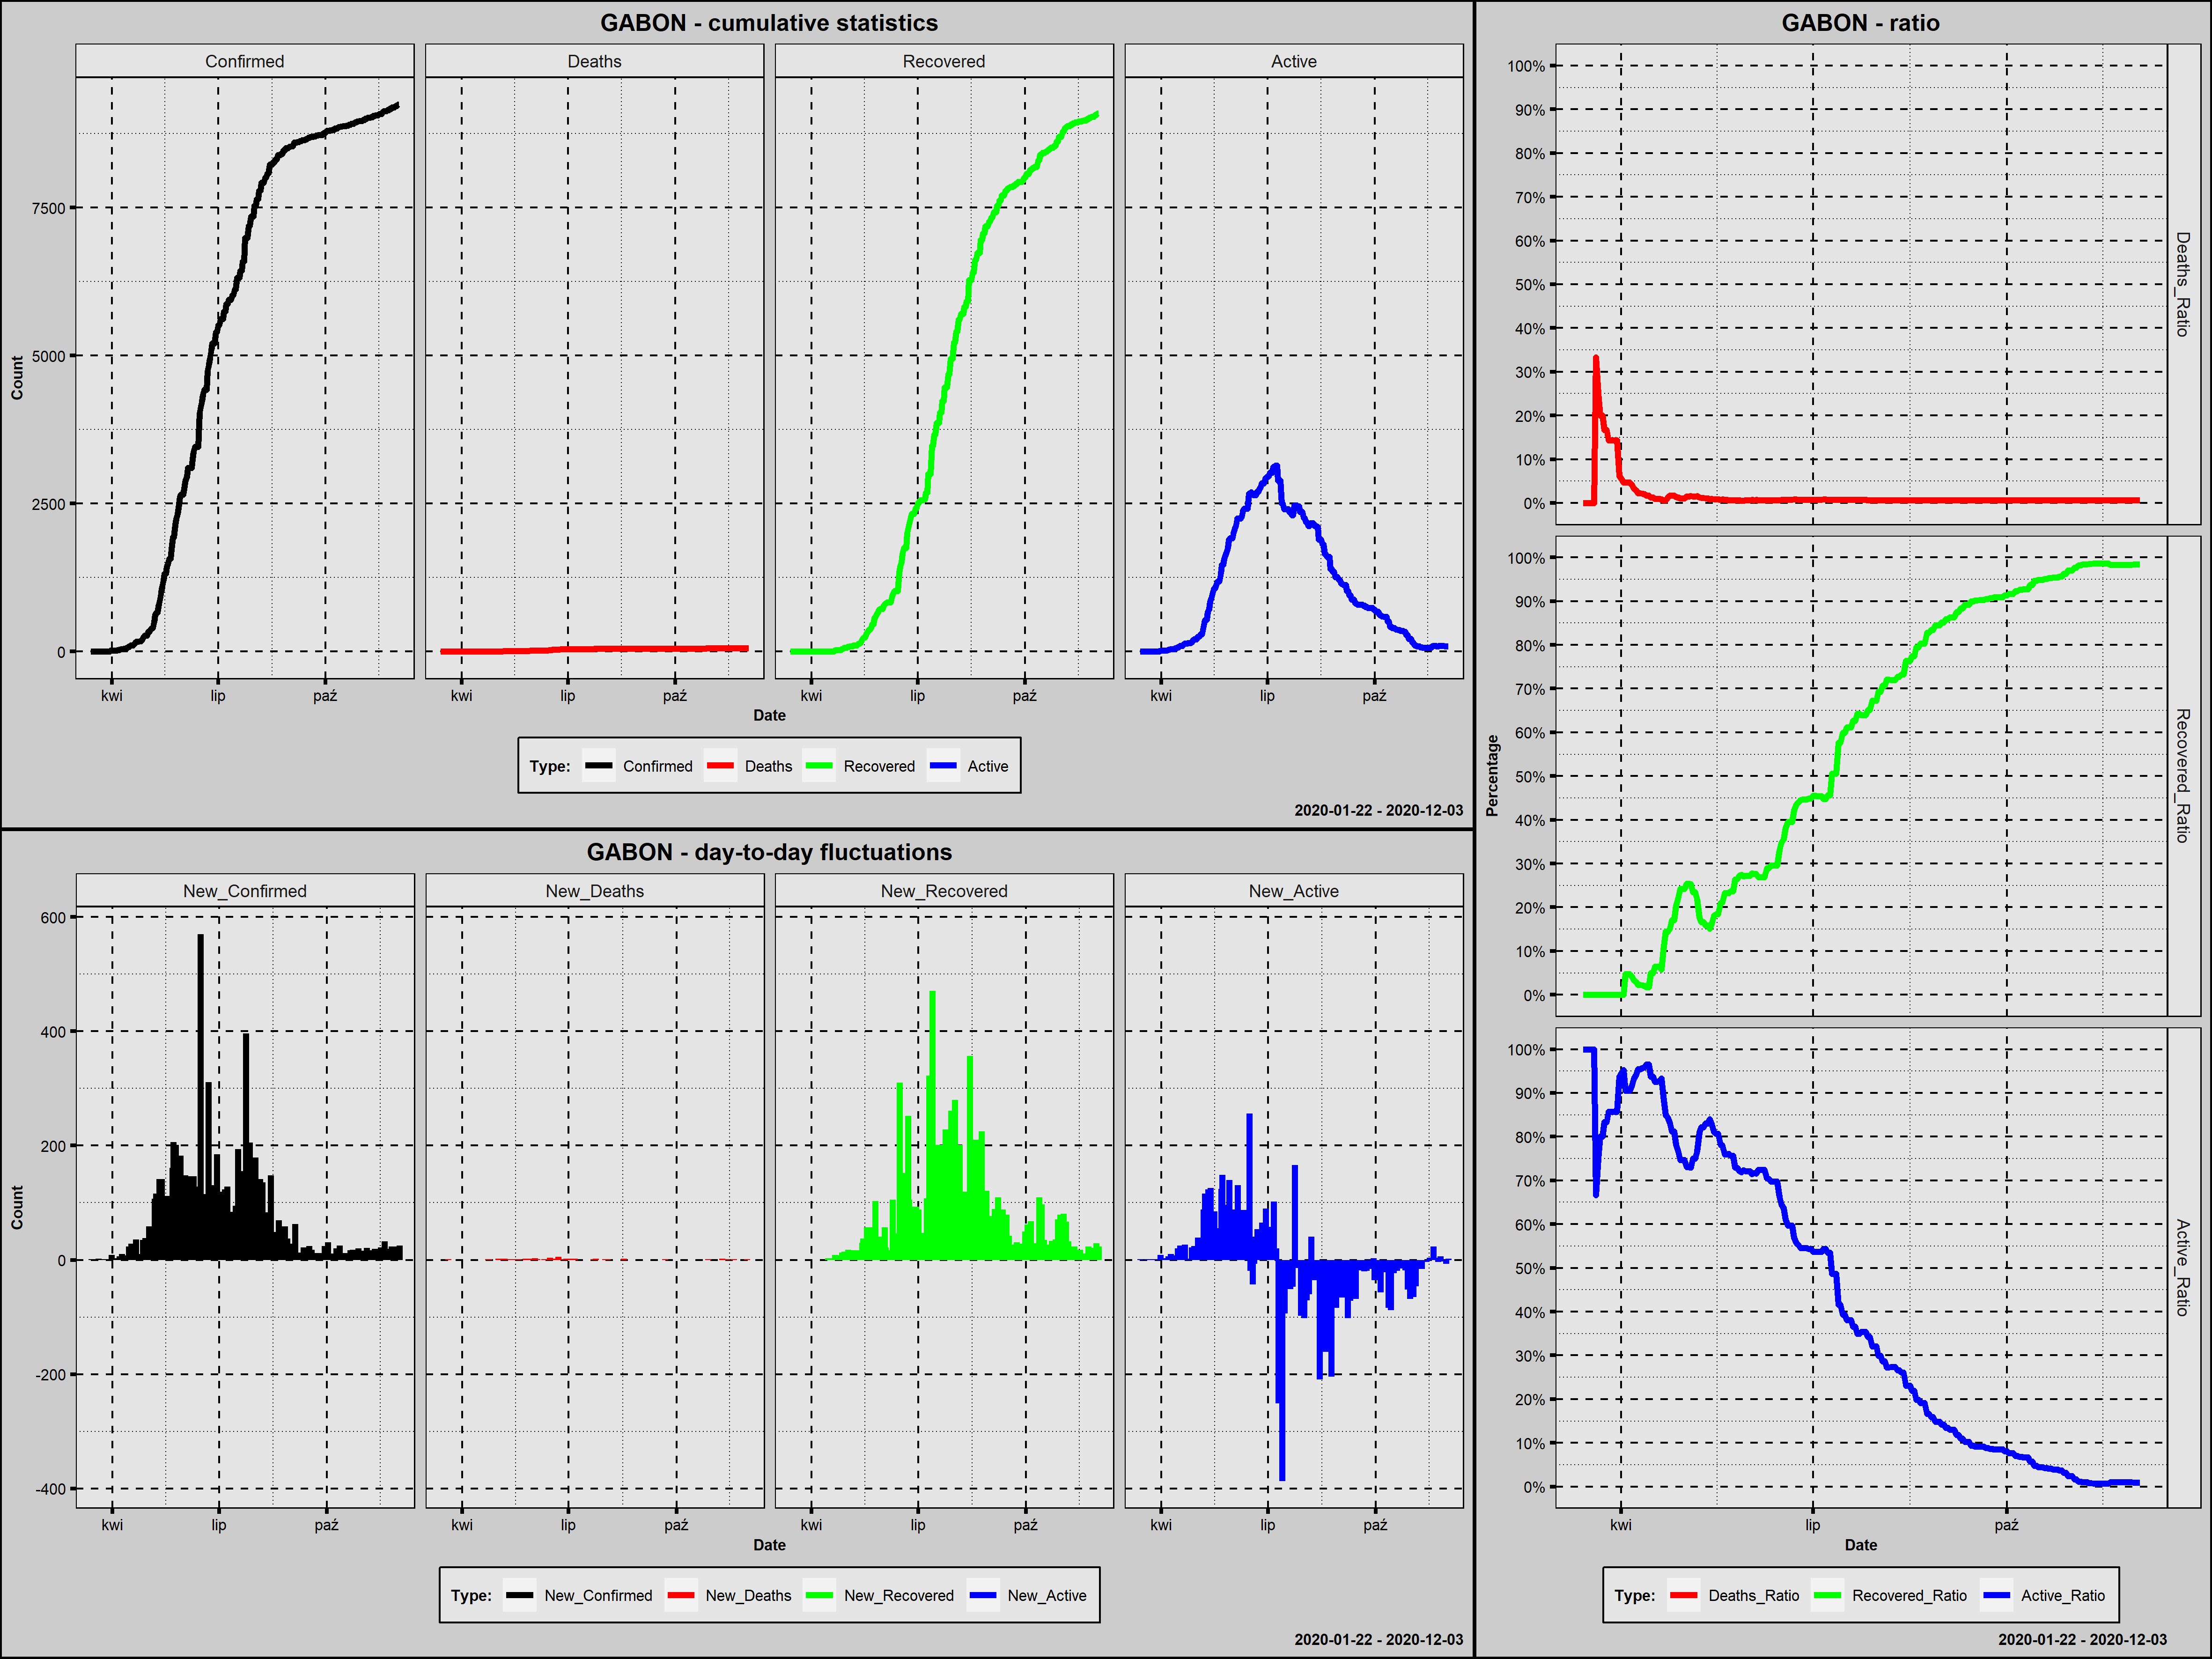 GABON - cumulative statistics
Confirmed Deaths Recovered Active
Count
7500
5000
2500
0
kwi lip paź kwi lip paź kwi lip paź kwi lip paź
Date
Type: Confirmed Deaths Recovered Active
2020-01-22 - 2020-12-03
GABON - day-to-day fluctuations
New_Confirmed New_Deaths New_Recovered New_Active
Count
600
400
200
0
-200
-400
kwi lip paź kwi lip paź kwi lip paź kwi lip paź
Date
Type: New_Confirmed New_Deaths New_Recovered New_Active
2020-01-22 - 2020-12-03
GABON - ratio
Percentage
100%
90%
80%
70%
60%
50%
40%
30%
20%
10%
0%
Deaths_Ratio
100%
90%
80%
70%
60%
50%
40%
30%
20%
10%
0%
Recovered_Ratio
100%
90%
80%
70%
60%
50%
40%
30%
20%
10%
0%
Active_Ratio
kwi lip paź
Date
Type: Deaths_Ratio Recovered_Ratio Active_Ratio
2020-01-22 - 2020-12-03